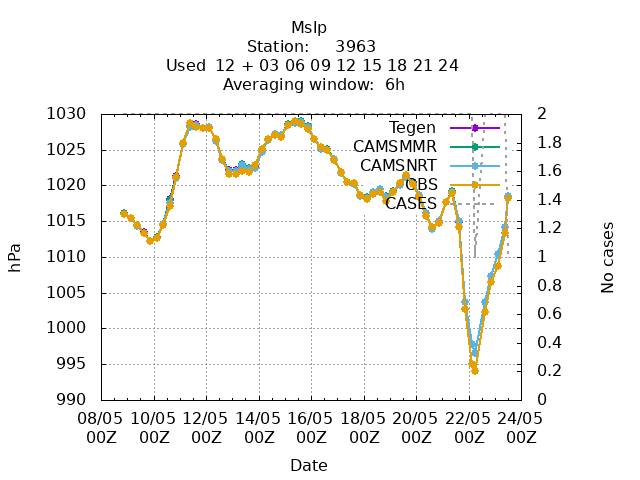 Mslp
Station: 3963
Used 12 + 03 06 09 12 15 18 21 24
Averaging window: 6h
1030
1025
1020
1015
1010
1005
1000
995
990
hPa
Tegen
CAMSMMR
CAMSNRT
OBS
CASES
2
1.8
1.6
1.4
1.2
1
0.8
0.6
0.4
0.2
0
No cases
08/05 10/05 12/05 14/05 16/05 18/05 20/05 22/05 24/05
00Z 00Z 00Z 00Z 00Z 00Z 00Z 00Z 00Z
Date